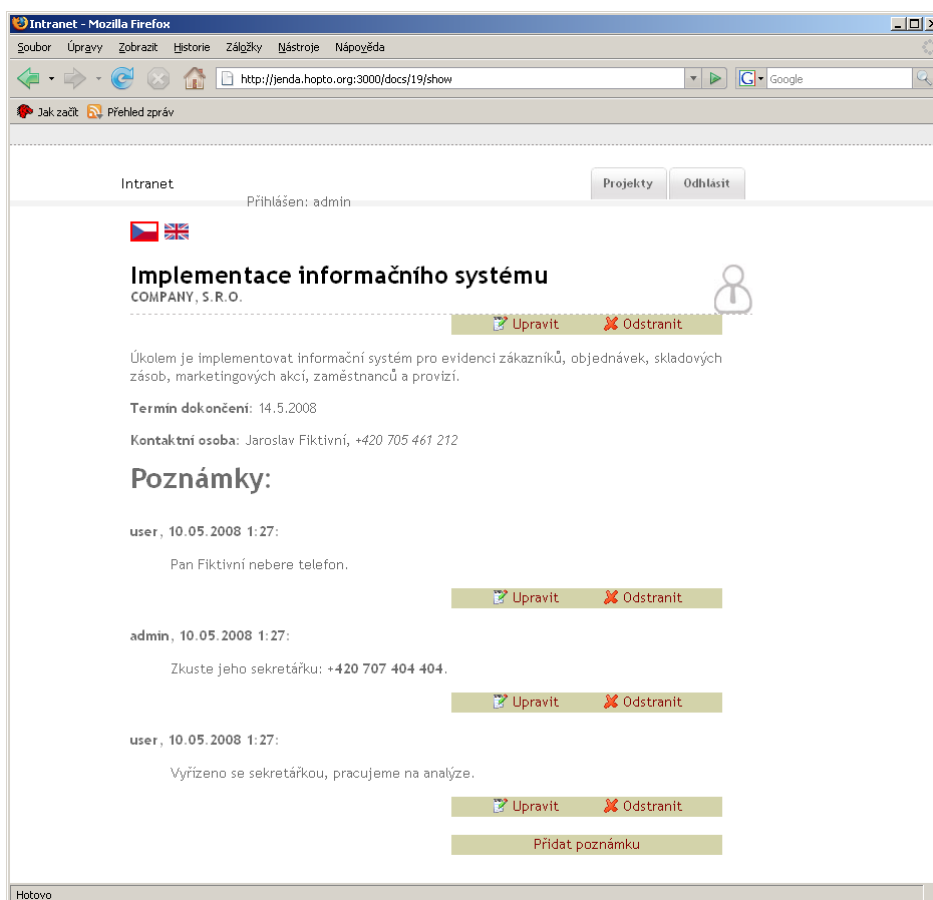 Intranet - Mozilla Firefox
Soubor Úpravy Zobrazit Historie Záložky Nástroje Nápověda
http://jenda.hopto.org:3000/docs/19/show
G Google
Jak začít Přehled zpráv
Intranet Projekty Odhlásit
Přihlášen: admin
Implementace informačního systému
COMPANY, S.R.O.
Upravit Odstranit
Úkolem je implementovat informační systém pro evidenci zákazníků, objednávek, skladových
zásob, marketingových akcí, zaměstnanců a provizí.
Termín dokončení: 14.5.2008
Kontaktní osoba: Jaroslav Fiktivní, +420 705 461 212
Poznámky:
user, 10.05.2008 1:27:
Pan Fiktivní nebere telefon.
Upravit Odstranit
admin, 10.05.2008 1:27:
Zkuste jeho sekretářku: +420 707 404 404.
Upravit Odstranit
user, 10.05.2008 1:27:
Vyřízeno se sekretářkou, pracujeme na analýze.
Upravit Odstranit
Přidat poznámku
Hotovo